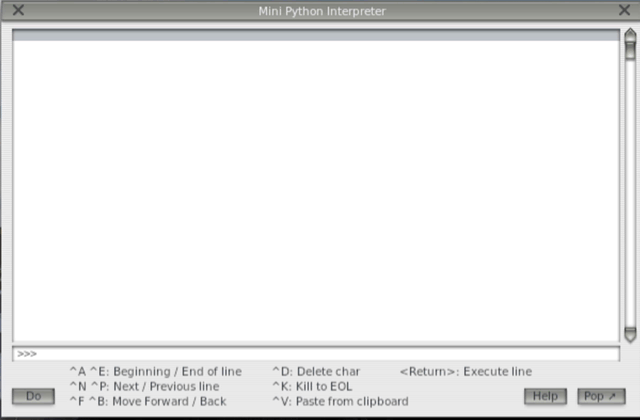 Mini Python Interpreter
>>>
^A ^E: Beginning / End of line ^D: Delete char <Return>: Execute line
^N ^P: Next / Previous line ^K: Kill to EOL
^F ^B: Move Forward / Back ^V: Paste from clipboard
Do Help Pop ↗